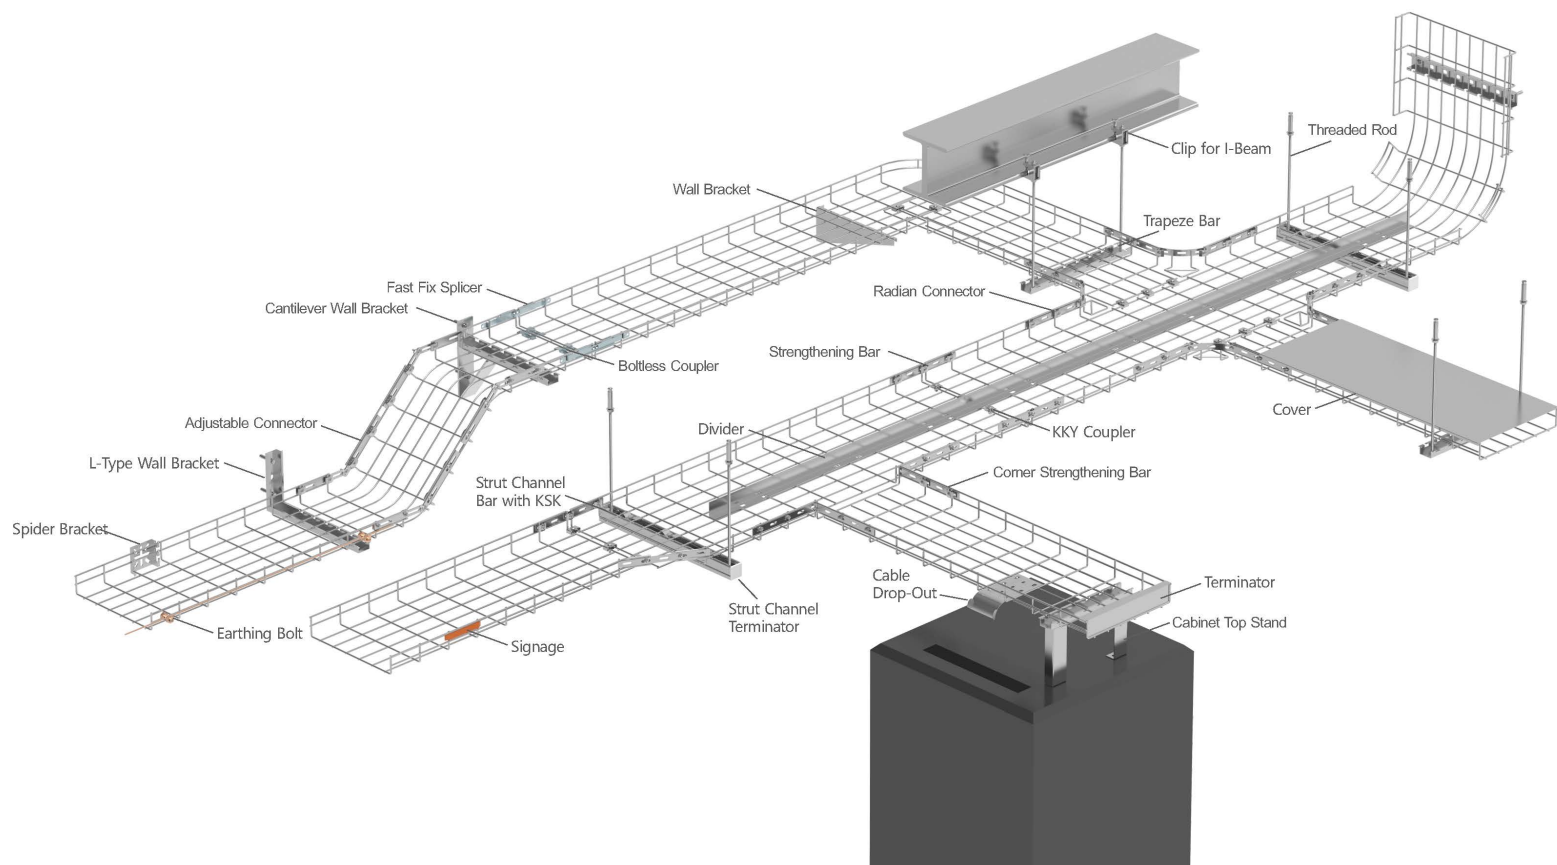 Threaded Rod
Clip for I-Beam
Wall Bracket
Trapeze Bar
Fast Fix Splicer
Radian Connector
Cantilever Wall Bracket
Strengthening Bar
Boltless Coupler
Cover
Adjustable Connector
Divider
KKY Coupler
L-Type Wall Bracket
Corner Strengthening Bar
Strut Channel
Bar with KSK
Spider Bracket
Cable
Drop-Out
Terminator
Strut Channel
Terminator
Cabinet Top Stand
Earthing Bolt
Signage